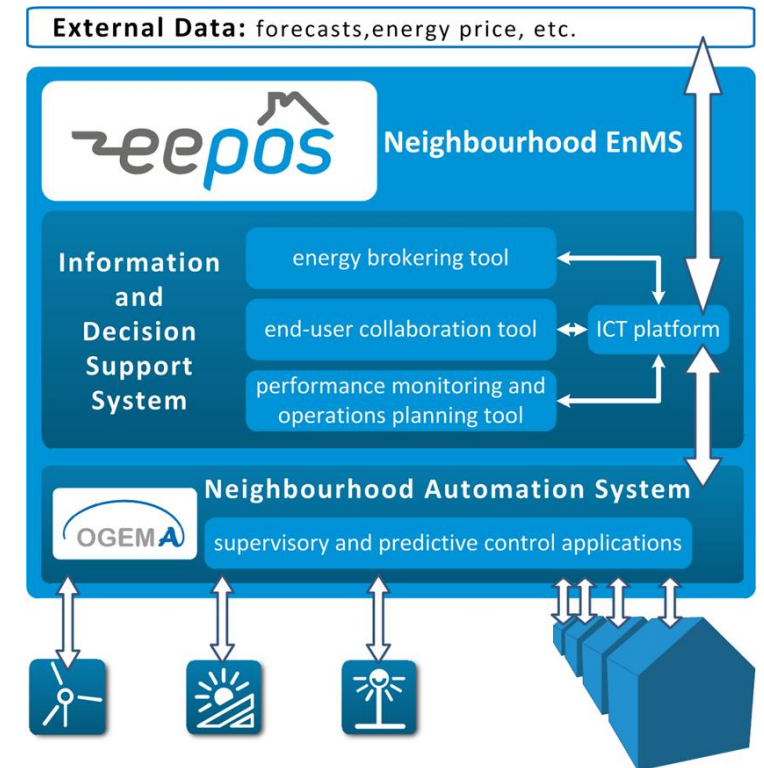 External Data: forecasts,energy price, etc.
eepos
Neighbourhood EnMS
Information
and
Decision
Support
System
energy brokering tool
end-user collaboration tool
ICT platform
performance monitoring and
operations planning tool
Neighbourhood Automation System
OGEMA
supervisory and predictive control applications